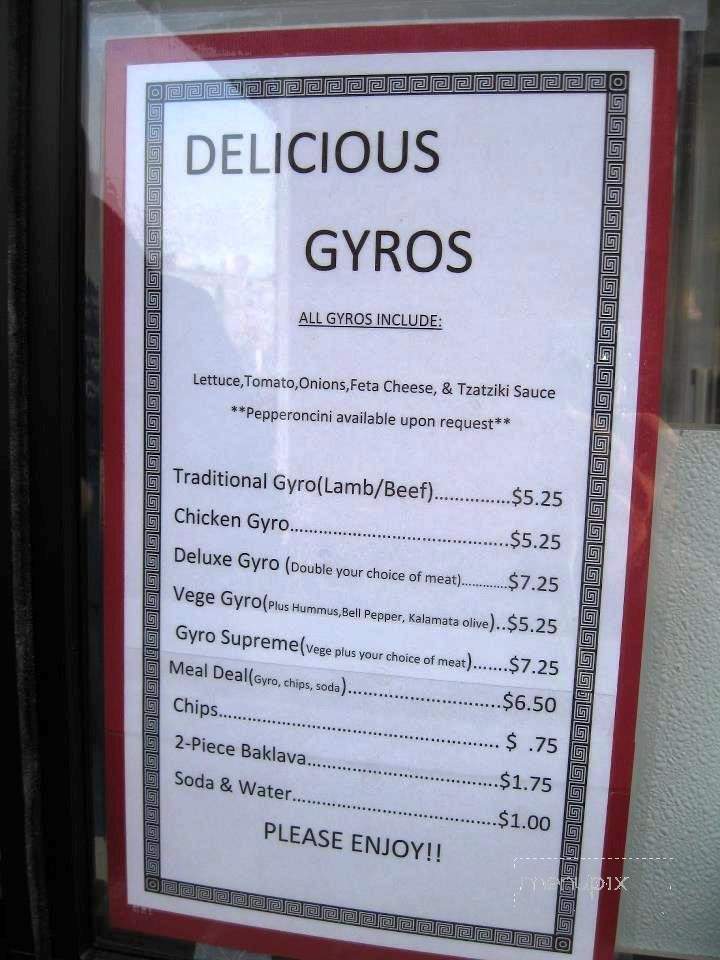 DELICIOUS
GYROS
ALL GYROS INCLUDE:
Lettuce,Tomato,Onions,Feta Cheese, & Tzatziki Sauce
**Pepperoncini available upon request**
Traditional Gyro(Lamb/Beef)...............$5.25
Chicken Gyro............................................$5.25
Deluxe Gyro (Double your choice of meat)............$7.25
Vege Gyro(Plus Hummus,Bell Pepper, Kalamata olive)..$5.25
Gyro Supreme(Vege plus your choice of meat).......$7.25
Meal Deal(Gyro, chips, soda)..............................$6.50
Chips....................................................... $ .75
2-Piece Baklava.....................................$1.75
Soda & Water........................................$1.00
PLEASE ENJOY!!
menupix